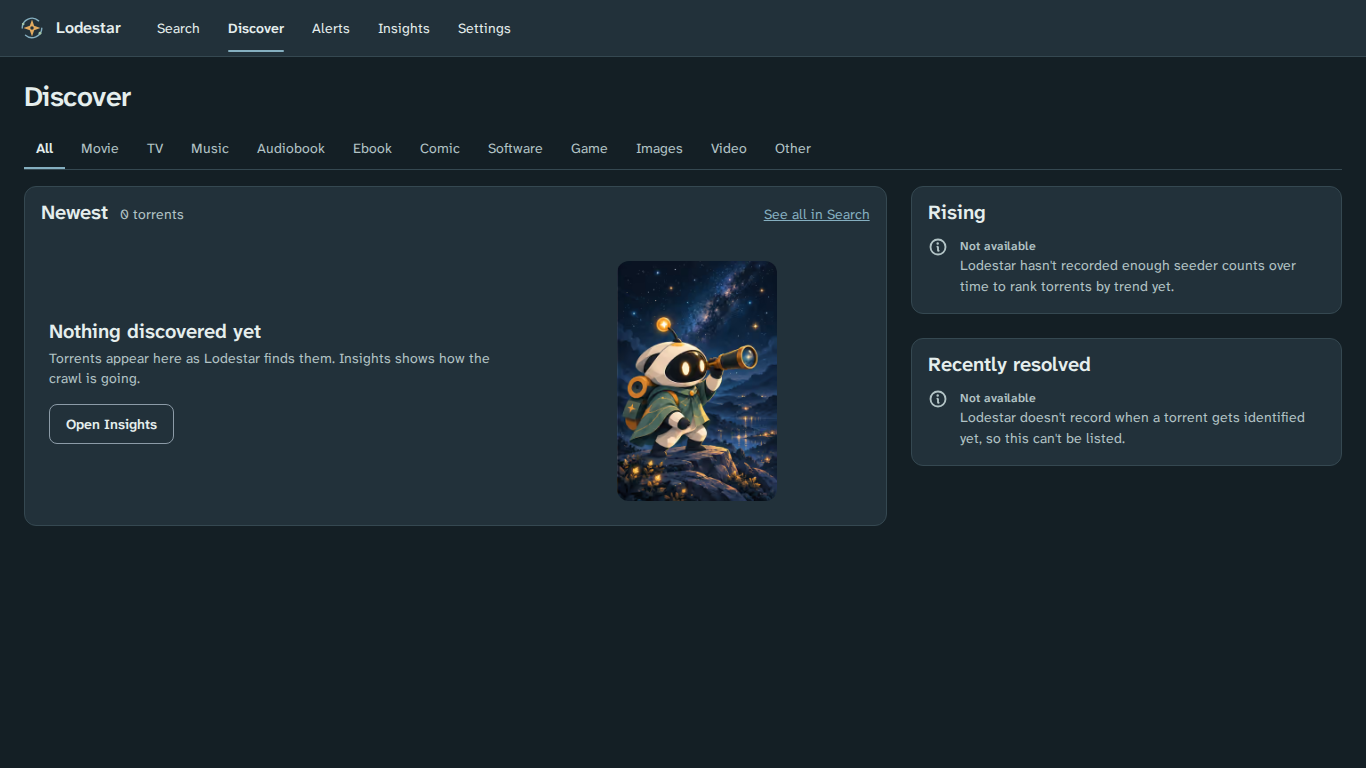 Lodestar
Search
Discover
Alerts
Insights
Settings
Discover
All
Movie
TV
Music
Audiobook
Ebook
Comic
Software
Game
Images
Video
Other
Newest
0 torrents
See all in Search
Nothing discovered yet
Torrents appear here as Lodestar finds them. Insights shows how the
crawl is going.
Open Insights
Rising
Not available
Lodestar hasn't recorded enough seeder counts over
time to rank torrents by trend yet.
Recently resolved
Not available
Lodestar doesn't record when a torrent gets identified
yet, so this can't be listed.